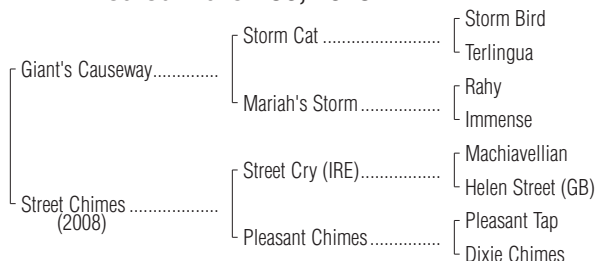 Storm Bird
Storm Cat
Terlingua
Giant's Causeway
Rahy
Mariah's Storm
Immense
Machiavellian
Street Cry (IRE)
Helen Street (GB)
Street Chimes
(2008)
Pleasant Tap
Pleasant Chimes
Dixie Chimes